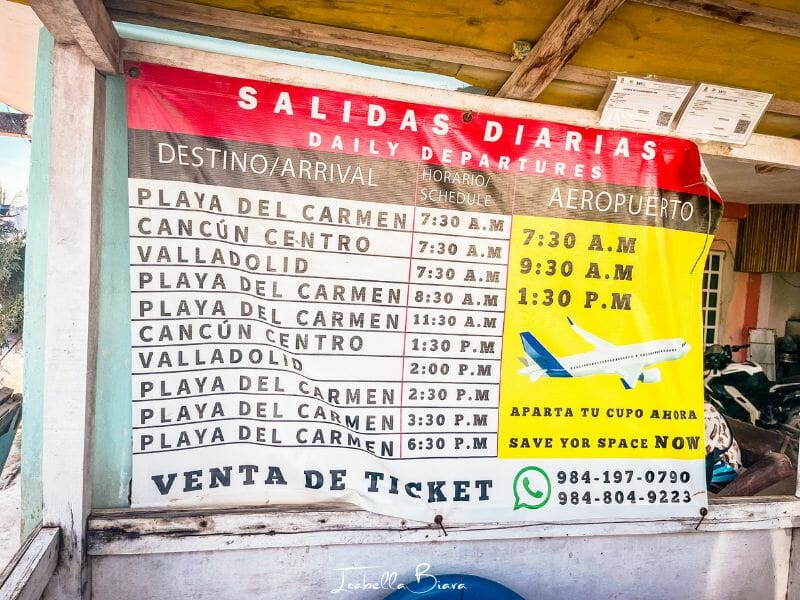 SALIDAS DIARIAS
DAILY DEPARTURES
DESTINO/ARRIVAL
HORARIO/
SCHEDULE
AEROPUERTO
PLAYA DEL CARMEN 7:30 A.M
CANCÚN CENTRO 7:30 A.M
VALLADOLID 7:30 A.M
PLAYA DEL CARMEN 8:30 A.M
PLAYA DEL CARMEN 11:30 A.M
CANCÚN CENTRO 1:30 P.M
VALLADOLID 2:00 P.M
PLAYA DEL CARMEN 2:30 P.M
PLAYA DEL CARMEN 3:30 P.M
PLAYA DEL CARMEN 6:30 P.M
7:30 A.M
9:30 A.M
1:30 P.M
APARTA TU CUPO AHORA
SAVE YOR SPACE NOW
VENTA DE TICKET
984-197-0790
984-804-9223
Isabella Biava